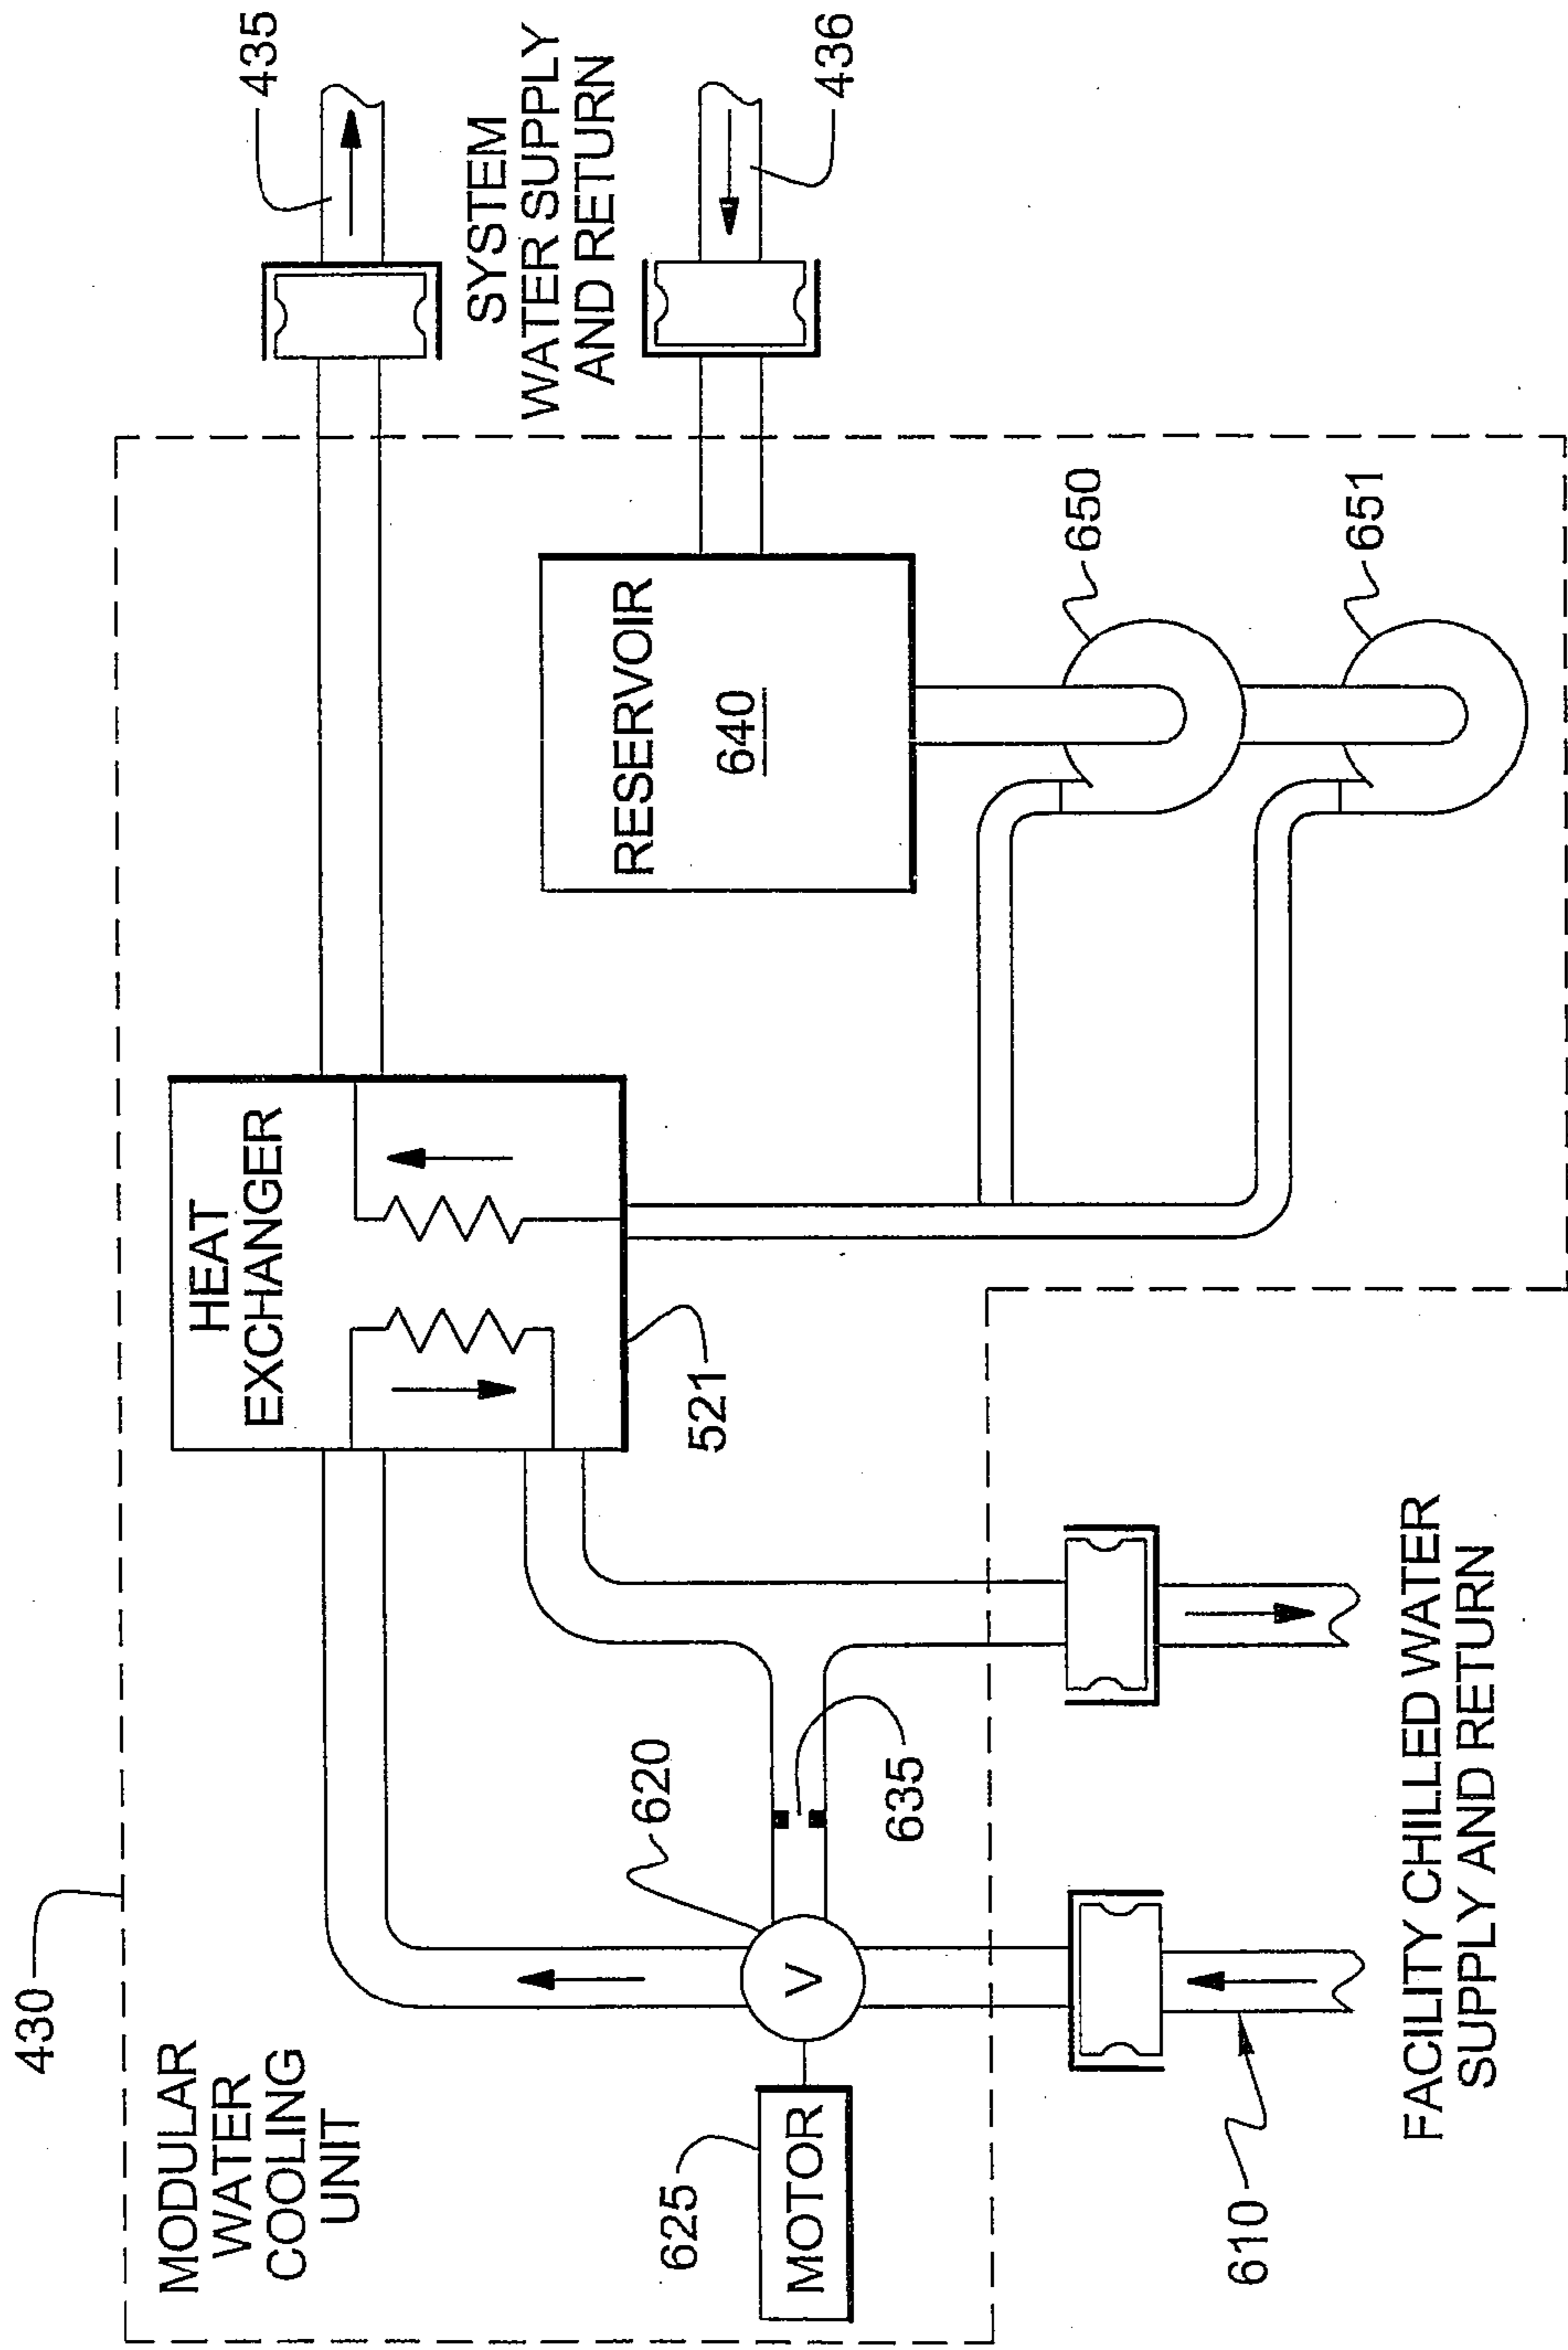 430
MODULAR
WATER
COOLING
UNIT
HEAT
EXCHANGER
435
SYSTEM
WATER SUPPLY
AND RETURN
436
RESERVOIR
640
650
651
521
620
635
V
625
MOTOR
610
FACILITY CHILLED WATER
SUPPLY AND RETURN